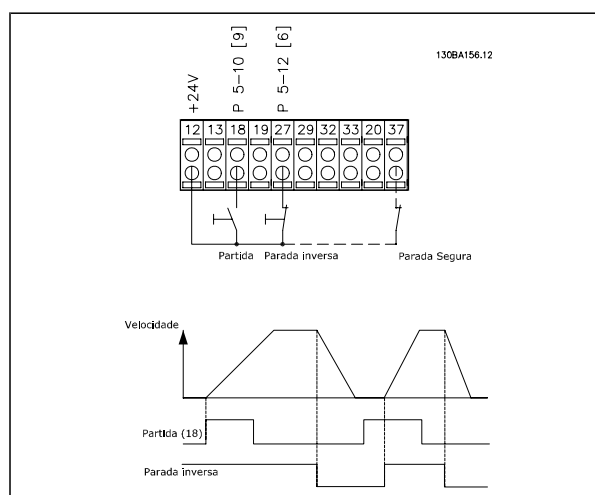 130BA156.12
+24V
P 5-10 [9]
P 5-12 [6]
12 13 18 19 27 29 32 33 20 37
Partida Parada inversa Parada Segura
Velocidade
Partida (18)
Parada inversa